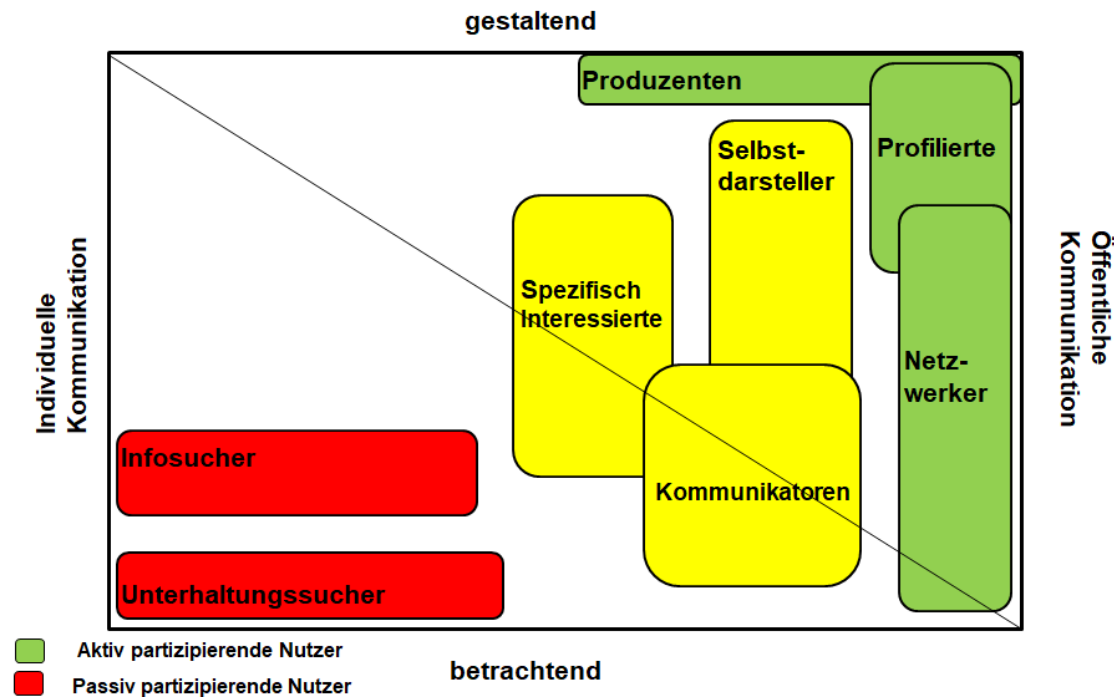 gestaltend
Produzenten
Profilierte
Selbst-
darsteller
Spezifisch
Interessierte
Individuelle
Kommunikation
Öffentliche
Kommunikation
Netz-
werker
Infosucher
Kommunikatoren
Unterhaltungssucher
Aktiv partizipierende Nutzer
betrachtend
Passiv partizipierende Nutzer